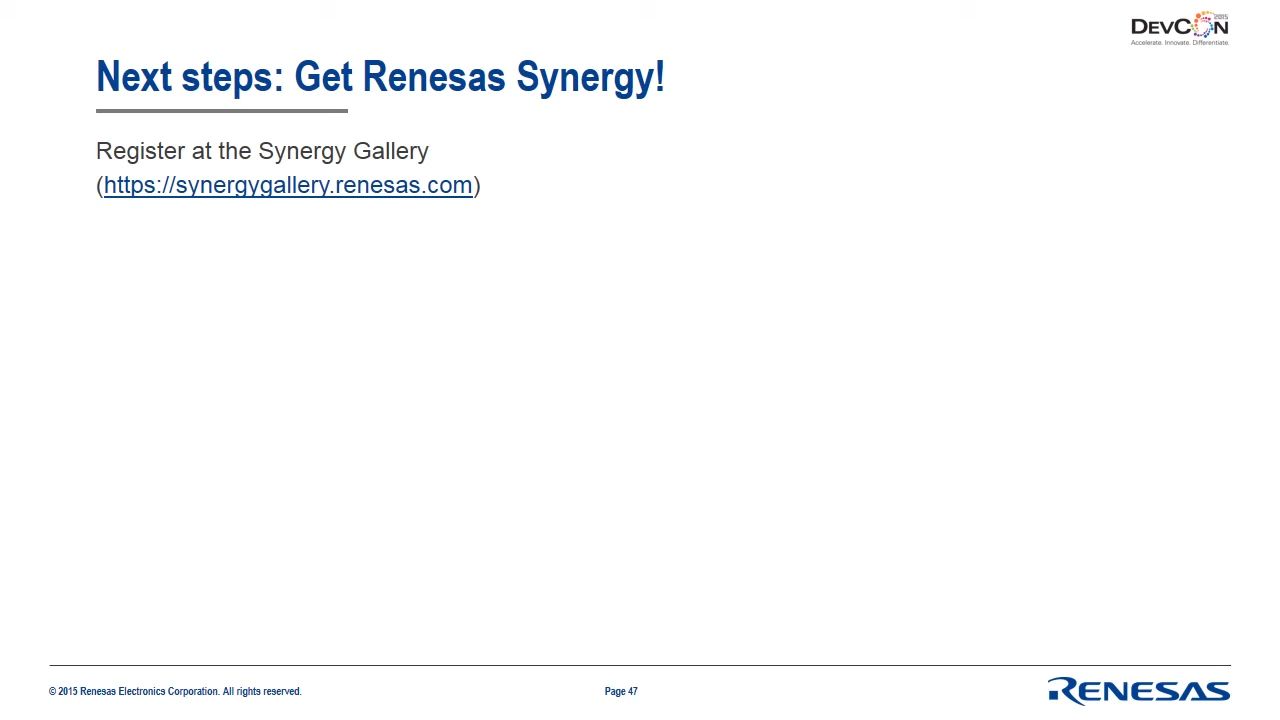 DEVCON 2015
Accelerate. Innovate. Differentiate.
Next steps: Get Renesas Synergy!
Register at the Synergy Gallery
(https://synergygallery.renesas.com)
© 2015 Renesas Electronics Corporation. All rights reserved.
Page 47
RENESAS